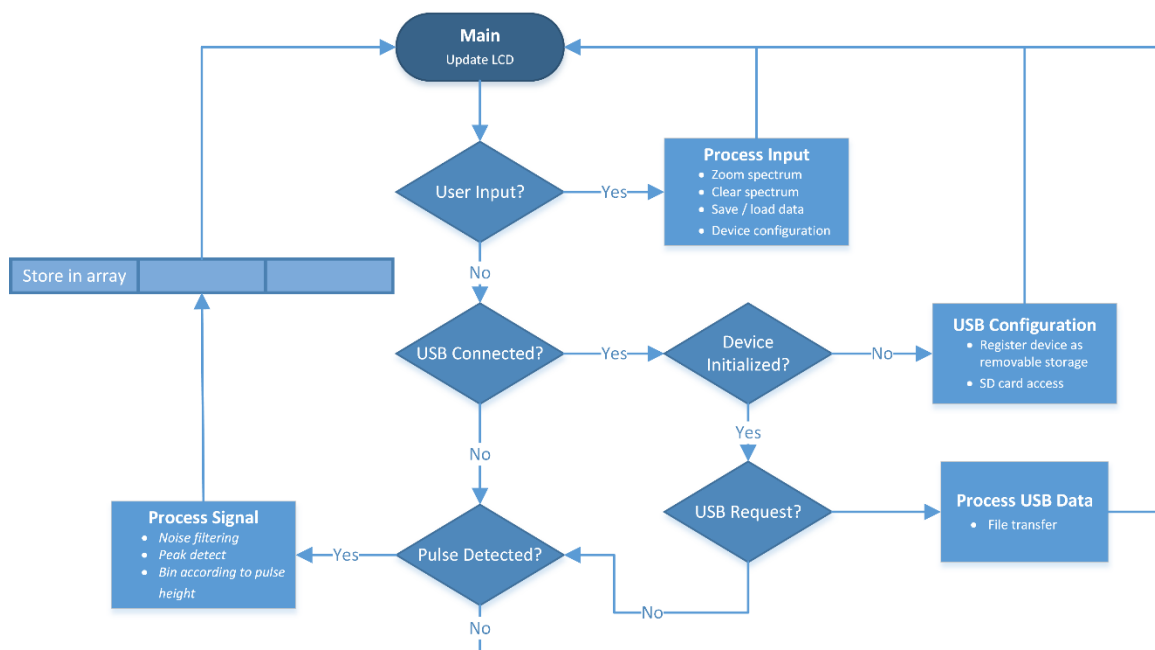 Main
Update LCD
User Input?
Yes
Process Input
Zoom spectrum
Clear spectrum
Save / load data
Device configuration
No
Store in array
USB Connected?
Yes
Device
Initialized?
No
USB Configuration
Register device as
removable storage
SD card access
No
Yes
Process Signal
Noise filtering
Peak detect
Bin according to pulse
height
Yes
Pulse Detected?
USB Request?
Process USB Data
File transfer
No
No